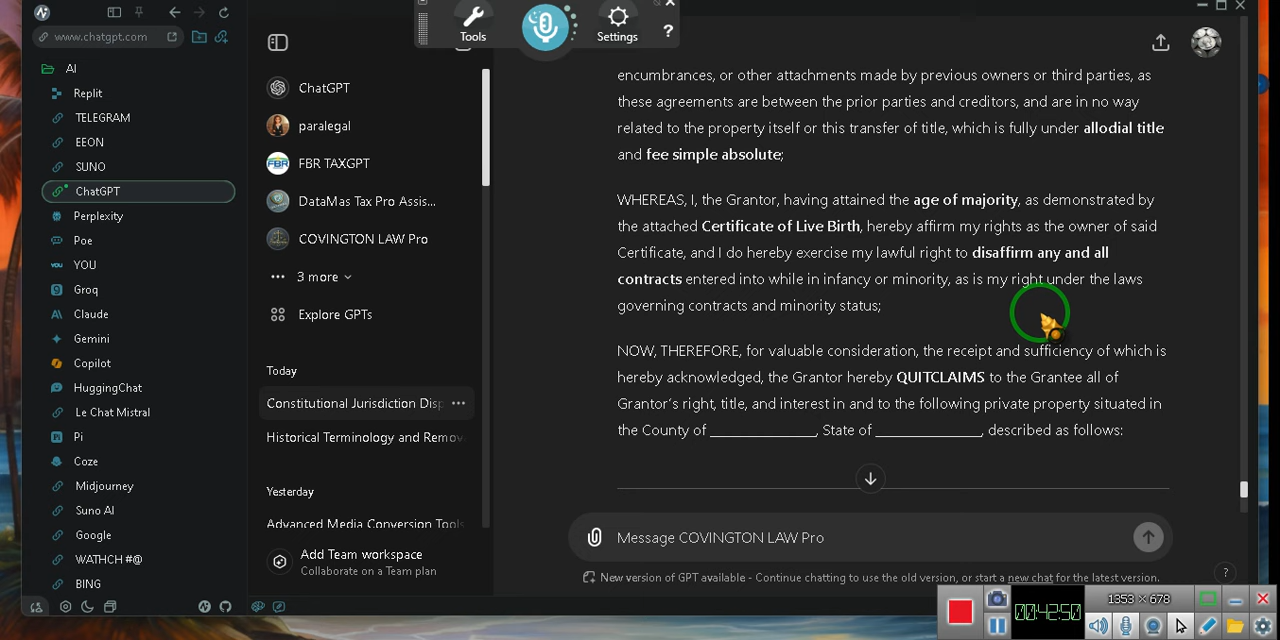 www.chatgpt.com
AI
Replit
TELEGRAM
EEON
SUNO
ChatGPT
Perplexity
Poe
YOU
YOU
Groq
Claude
Gemini
Copilot
HuggingChat
Le Chat Mistral
Pi
Coze
Midjourney
Suno AI
Google
WATHCH #@
BING
ChatGPT
paralegal
FBR
FBR TAXGPT
DataMas Tax Pro Assis...
COVINGTON LAW Pro
3 more
Explore GPTs
Today
Constitutional Jurisdiction Disp
Historical Terminology and Remov
Yesterday
Advanced Media Conversion Tools
Add Team workspace
Collaborate on a Team plan
Tools
Settings
?
encumbrances, or other attachments made by previous owners or third parties, as
these agreements are between the prior parties and creditors, and are in no way
related to the property itself or this transfer of title, which is fully under allodial title
and fee simple absolute;
WHEREAS, I, the Grantor, having attained the age of majority, as demonstrated by
the attached Certificate of Live Birth, hereby affirm my rights as the owner of said
Certificate, and I do hereby exercise my lawful right to disaffirm any and all
contracts entered into while in infancy or minority, as is my right under the laws
governing contracts and minority status;
NOW, THEREFORE, for valuable consideration, the receipt and sufficiency of which is
hereby acknowledged, the Grantor hereby QUITCLAIMS to the Grantee all of
Grantor's right, title, and interest in and to the following private property situated in
the County of _______________, State of _______________, described as follows:
Message COVINGTON LAW Pro
New version of GPT available - Continue chatting to use the old version, or start a new chat for the latest version.
?
1353 × 678
00:42:50